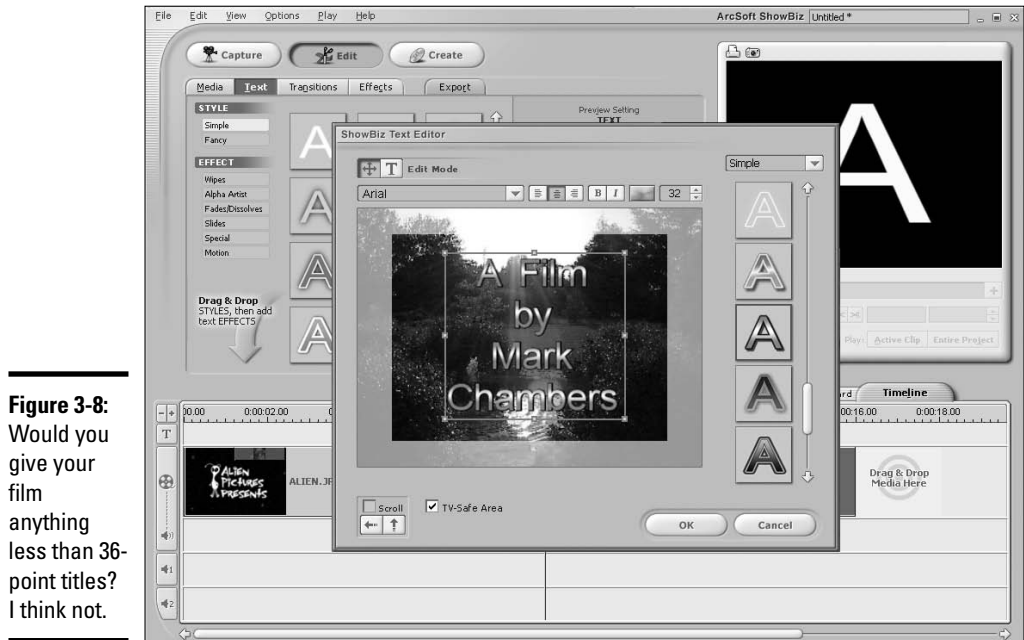 File Edit View Options Play Help
ArcSoft ShowBiz Untitled *
Capture Edit Create
Media Text Transitions Effects Export
STYLE
Simple
Fancy
EFFECT
Wipes
Alpha Artist
Fades/Dissolves
Slides
Special
Motion
Drag & Drop
STYLES, then add
text EFFECTS
Preview Setting
TEXT
A
ShowBiz Text Editor
T Edit Mode
Simple
Arial
B I
32
A Film
by
Mark
Chambers
A
A
A
A
A
Scroll
TV-Safe Area
OK Cancel
A
A
A
A
A
Play: Active Clip Entire Project
Timeline
00.00 0:00:02.00
00:16.00 0:00:18.00
T
ALIEN
PICTURES
PRESENTS
ALIEN.JP
Drag & Drop
Media Here
1
2
Figure 3-8:
Would you
give your
film
anything
less than 36-
point titles?
I think not.